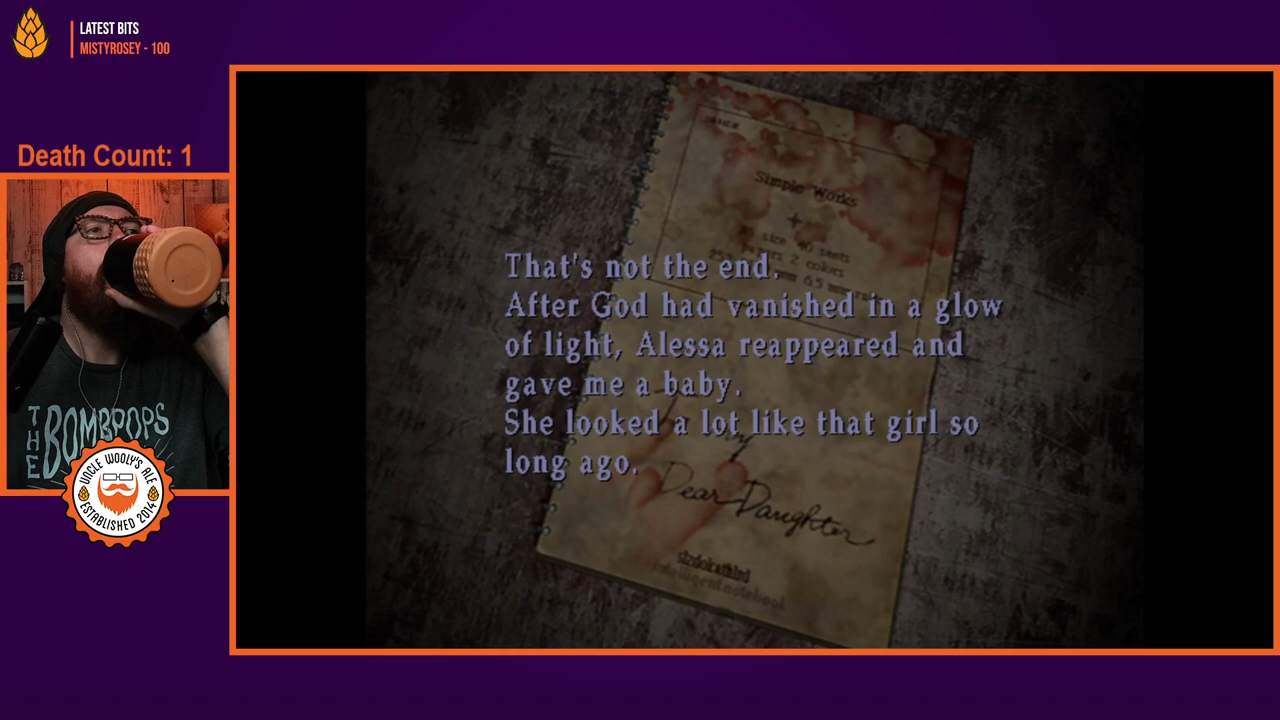 LATEST BITS
MISTYROSEY - 100
Death Count: 1
THE BOMBPOPS
UNCLE WOOLY'S ALE
ESTABLISHED 2014
Simple Works
That's not the end.
After God had vanished in a glow
of light, Alessa reappeared and
gave me a baby.
She looked a lot like that girl so
long ago.
Dear Daughter
intelligent notebook